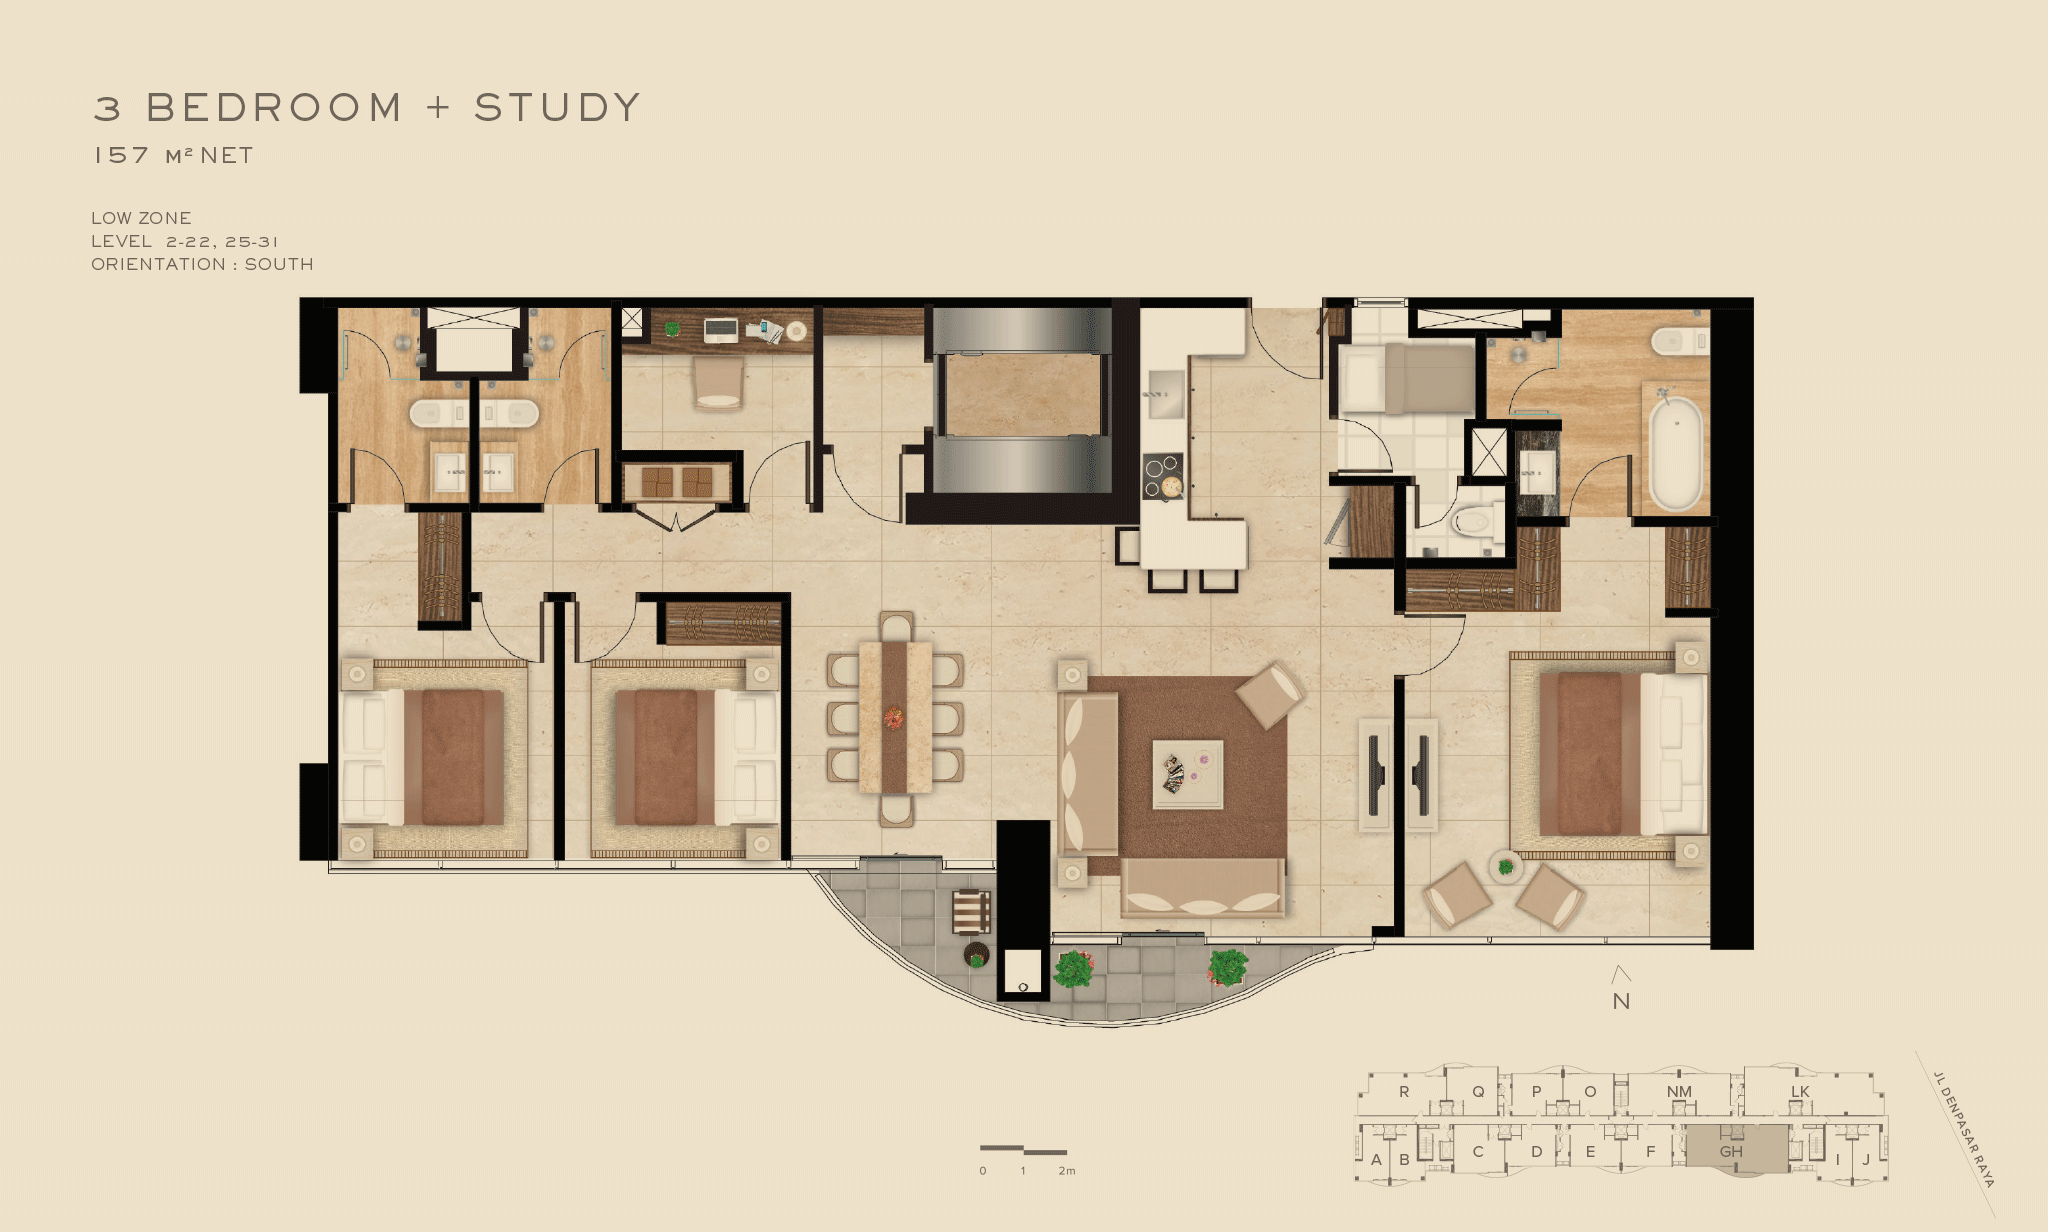 3 BEDROOM + STUDY
157 M² NET
LOW ZONE
LEVEL 2-22, 25-31
ORIENTATION : SOUTH
N
R Q P O NM LK
A B C D E F GH I J
JL DENPASAR RAYA
0 1 2m